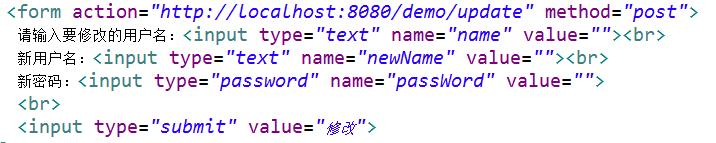 <form action="http://localhost:8080/demo/update" method="post">
请输入要修改的用户名：<input type="text" name="name" value=""><br>
新用户名：<input type="text" name="newName" value=""><br>
新密码：<input type="password" name="passWord" value="">
<br>
<input type="submit" value="修改">